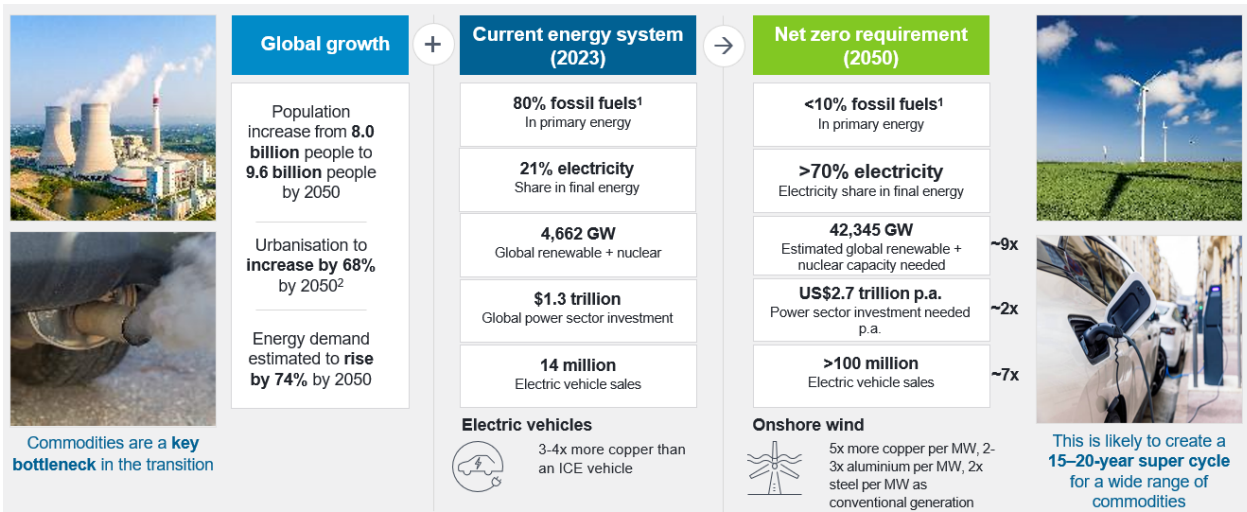 Global growth
+
Current energy system
(2023)
Net zero requirement
(2050)
Population
increase from 8.0
billion people to
9.6 billion people
by 2050
Urbanisation to
increase by 68%
by 2050²
Energy demand
estimated to rise
by 74% by 2050
80% fossil fuels¹
In primary energy
21% electricity
Share in final energy
4,662 GW
Global renewable + nuclear
$1.3 trillion
Global power sector investment
14 million
Electric vehicle sales
<10% fossil fuels¹
In primary energy
>70% electricity
Electricity share in final energy
42,345 GW
Estimated global renewable +
nuclear capacity needed
~9x
US$2.7 trillion p.a.
Power sector investment needed
p.a.
~2x
>100 million
Electric vehicle sales
~7x
Commodities are a key
bottleneck in the transition
Electric vehicles
3-4x more copper than
an ICE vehicle
Onshore wind
5x more copper per MW, 2-
3x aluminium per MW, 2x
steel per MW as
conventional generation
This is likely to create a
15–20-year super cycle
for a wide range of
commodities